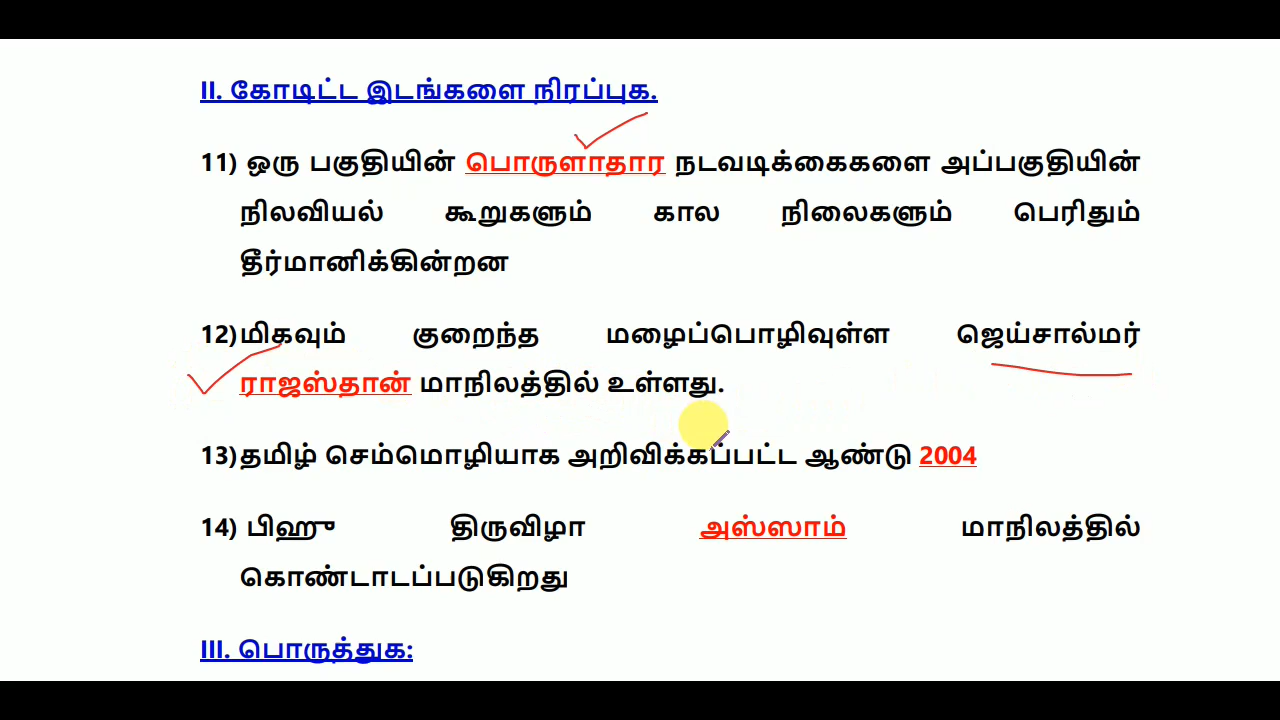 II. கோடிட்ட இடங்களை நிரப்புக.
11) ஒரு பகுதியின் பொருளாதார நடவடிக்கைகளை அப்பகுதியின்
நிலவியல் கூறுகளும் கால நிலைகளும் பெரிதும்
தீர்மானிக்கின்றன
12)மிகவும் குறைந்த மழைப்பொழிவுள்ள ஜெய்சால்மர்
ராஜஸ்தான் மாநிலத்தில் உள்ளது.
13)தமிழ் செம்மொழியாக அறிவிக்கப்பட்ட ஆண்டு 2004
14) பிஹு திருவிழா அஸ்ஸாம் மாநிலத்தில்
கொண்டாடப்படுகிறது
III. பொருத்துக: